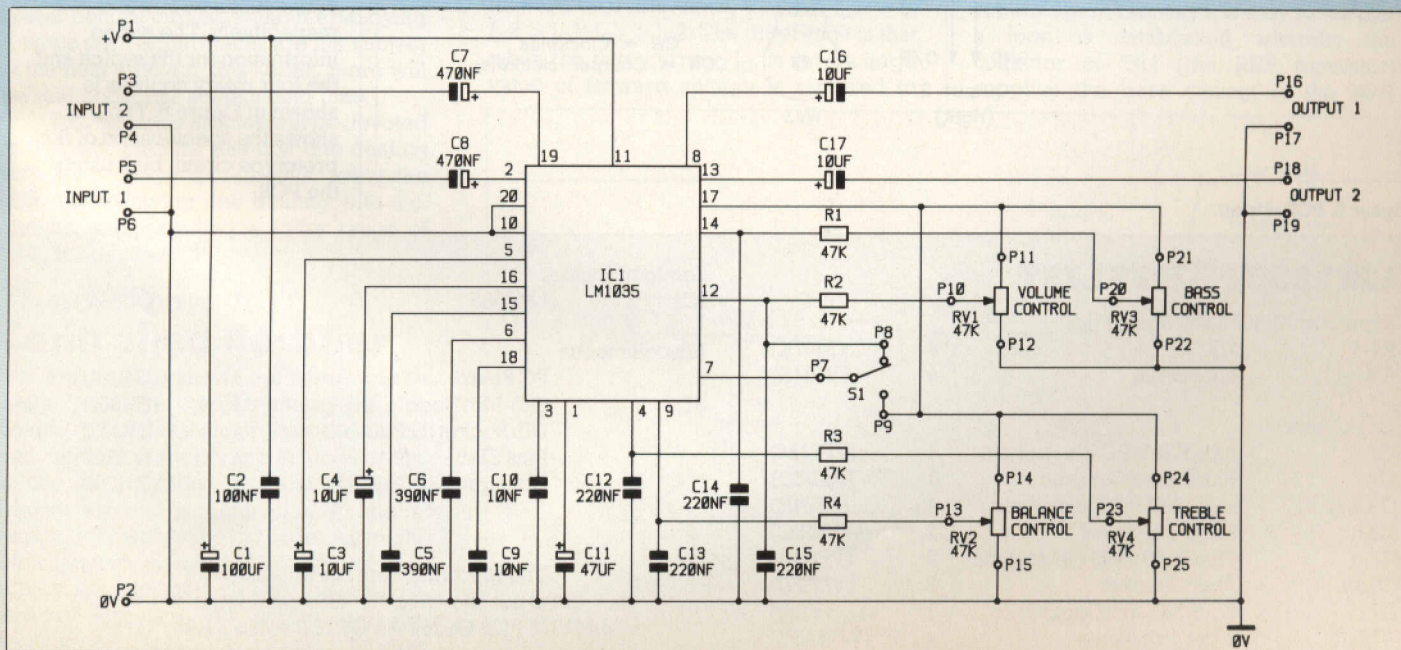 +V P1
P3
INPUT 2
P4
P5
INPUT 1
P6
C7
470NF
C8
470NF
C16
10UF
C17
10UF
P16
OUTPUT 1
P17
P18
OUTPUT 2
P19
19 11 8
2
20
10
5
16
15
6
18
13
17
14
12
7
3 1 4 9
IC1
LM1035
R1
47K
R2
47K
P10
RV1
47K
P11
VOLUME
CONTROL
P12
P20
RV3
47K
P21
BASS
CONTROL
P22
P8
P7
S1
P9
R3
47K
R4
47K
P13
RV2
47K
P14
BALANCE
CONTROL
P15
P23
RV4
47K
P24
TREBLE
CONTROL
P25
C2
100NF
C4
10UF
C6
390NF
C10
10NF
C12
220NF
C14
220NF
C1
100UF
C3
10UF
C5
390NF
C9
10NF
C11
47UF
C13
220NF
C15
220NF
0V P2
0V